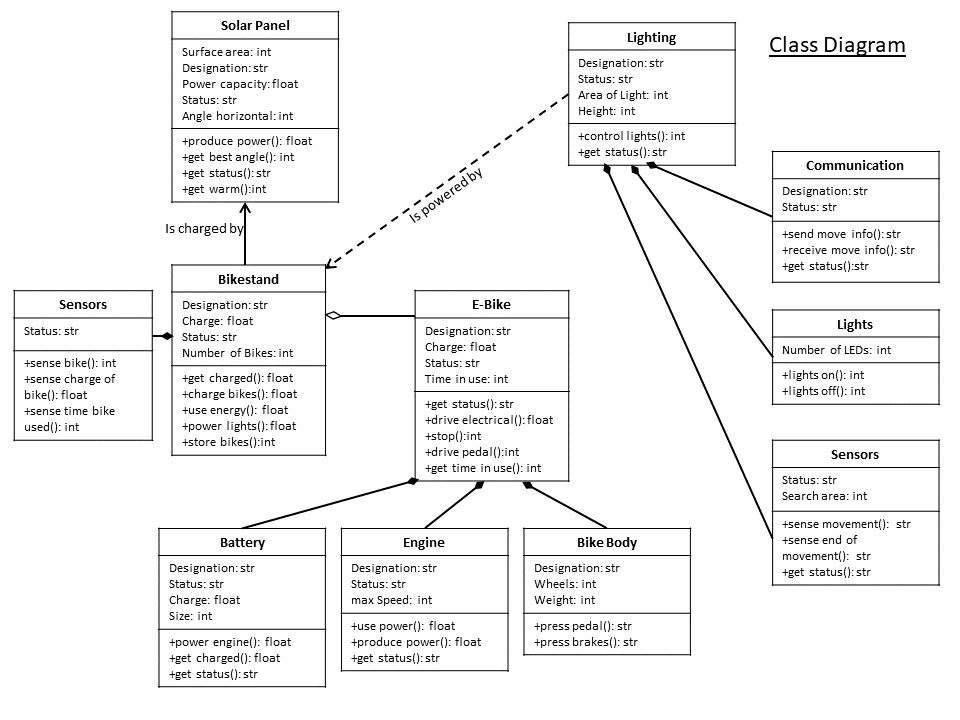 Class Diagram
Solar Panel
Surface area: int
Designation: str
Power capacity: float
Status: str
Angle horizontal: int
+produce power(): float
+get best angle(): int
+get status(): str
+get warm():int
Lighting
Designation: str
Status: str
Area of Light: int
Height: int
+control lights(): int
+get status(): str
Communication
Designation: str
Status: str
+send move info(): str
+receive move info(): str
+get status():str
Is charged by
Is powered by
Sensors
Status: str
+sense bike(): int
+sense charge of
bike(): float
+sense time bike
used(): int
Bikestand
Designation: str
Charge: float
Status: str
Number of Bikes: int
+get charged(): float
+charge bikes(): float
+use energy(): float
+power lights(): float
+store bikes():int
E-Bike
Designation: str
Charge: float
Status: str
Time in use: int
+get status(): str
+drive electrical(): float
+stop():int
+drive pedal():int
+get time in use(): int
Lights
Number of LEDs: int
+lights on(): int
+lights off(): int
Sensors
Status: str
Search area: int
+sense movement(): str
+sense end of
movement(): str
+get status(): str
Battery
Designation: str
Status: str
Charge: float
Size: int
+power engine(): float
+get charged(): float
+get status(): str
Engine
Designation: str
Status: str
max Speed: int
+use power(): float
+produce power(): float
+get status(): str
Bike Body
Designation: str
Wheels: int
Weight: int
+press pedal(): str
+press brakes(): str